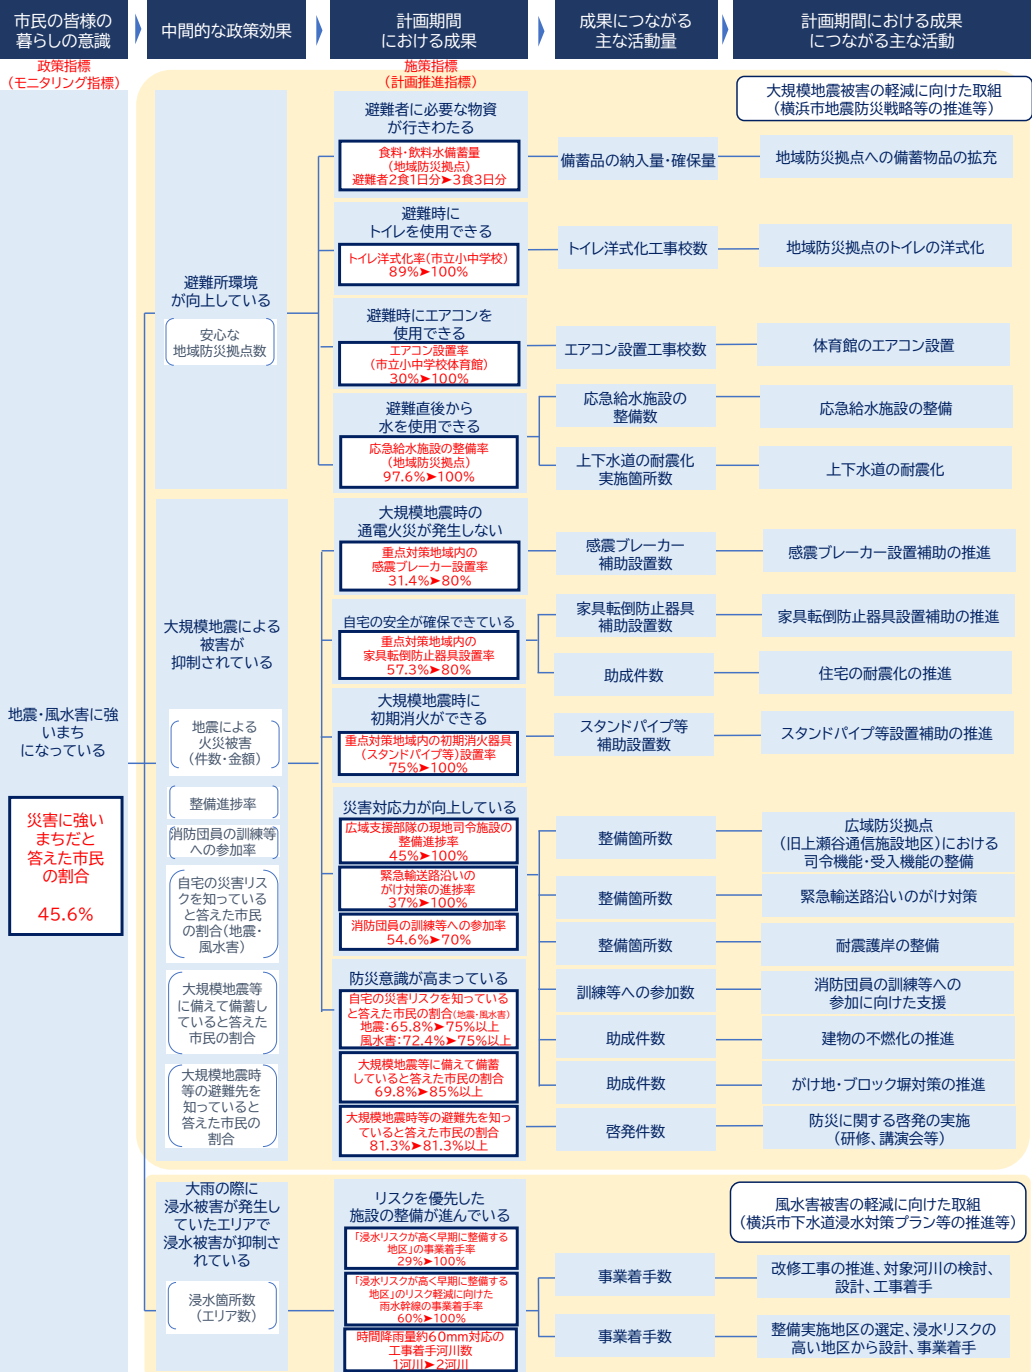 市民の皆様の
暮らしの意識
中間的な政策効果
計画期間
における成果
成果につながる
主な活動量
計画期間における成果
につながる主な活動
政策指標
(モニタリング指標)
施策指標
(計画推進指標)
地震・風水害に強
いまち
になっている
災害に強い
まちだと
答えた市民
の割合
45.6%
大規模地震被害の軽減に向けた取組
(横浜市地震防災戦略等の推進等)
避難所環境
が向上している
安心な
地域防災拠点数
避難者に必要な物資
が行きわたる
食料・飲料水備蓄量
(地域防災拠点)
避難者2食1日分➤3食3日分
備蓄品の納入量・確保量
地域防災拠点への備蓄物品の拡充
避難時に
トイレを使用できる
トイレ洋式化率(市立小中学校)
89%➤100%
トイレ洋式化工事校数
地域防災拠点のトイレの洋式化
避難時にエアコンを
使用できる
エアコン設置率
(市立小中学校体育館)
30%➤100%
エアコン設置工事校数
体育館のエアコン設置
避難直後から
水を使用できる
応急給水施設の整備率
(地域防災拠点)
97.6%➤100%
応急給水施設の
整備数
応急給水施設の整備
上下水道の耐震化
実施箇所数
上下水道の耐震化
大規模地震による
被害が
抑制されている
地震による
火災被害
(件数・金額)
整備進捗率
消防団員の訓練等
への参加率
自宅の災害リス
クを知っている
と答えた市民
の割合(地震・
風水害)
大規模地震等
に備えて備蓄し
ていると答えた
市民の割合
大規模地震時
等の避難先を
知っていると
答えた市民の
割合
大規模地震時の
通電火災が発生しない
重点対策地域内の
感震ブレーカー設置率
31.4%➤80%
感震ブレーカー
補助設置数
感震ブレーカー設置補助の推進
自宅の安全が確保できている
重点対策地域内の
家具転倒防止器具設置率
57.3%➤80%
家具転倒防止器具
補助設置数
家具転倒防止器具設置補助の推進
助成件数
住宅の耐震化の推進
大規模地震時に
初期消火ができる
重点対策地域内の初期消火器具
(スタンドパイプ等)設置率
75%➤100%
スタンドパイプ等
補助設置数
スタンドパイプ等設置補助の推進
災害対応力が向上している
広域支援部隊の現地司令施設の
整備進捗率
45%➤100%
緊急輸送路沿いの
がけ対策の進捗率
37%➤100%
消防団員の訓練等への参加率
54.6%➤70%
整備箇所数
広域防災拠点
(旧上瀬谷通信施設地区)における
司令機能・受入機能の整備
整備箇所数
緊急輸送路沿いのがけ対策
整備箇所数
耐震護岸の整備
訓練等への参加数
消防団員の訓練等への
参加に向けた支援
助成件数
建物の不燃化の推進
助成件数
がけ地・ブロック塀対策の推進
防災意識が高まっている
自宅の災害リスクを知っている
と答えた市民の割合(地震・風水害)
地震:65.8%➤75%以上
風水害:72.4%➤75%以上
大規模地震等に備えて備蓄
していると答えた市民の割合
69.8%➤85%以上
大規模地震時等の避難先を知っ
ていると答えた市民の割合
81.3%➤81.3%以上
啓発件数
防災に関する啓発の実施
(研修、講演会等)
風水害被害の軽減に向けた取組
(横浜市下水道浸水対策プラン等の推進等)
大雨の際に
浸水被害が発生し
ていたエリアで
浸水被害が抑制さ
れている
浸水箇所数
(エリア数)
リスクを優先した
施設の整備が進んでいる
「浸水リスクが高く早期に整備する
地区」の事業着手率
29%➤100%
「浸水リスクが高く早期に整備する
地区」のリスク軽減に向けた
雨水幹線の事業着手率
60%➤100%
時間降雨量約60mm対応の
工事着手河川数
1河川➤2河川
事業着手数
改修工事の推進、対象河川の検討、
設計、工事着手
事業着手数
整備実施地区の選定、浸水リスクの
高い地区から設計、事業着手